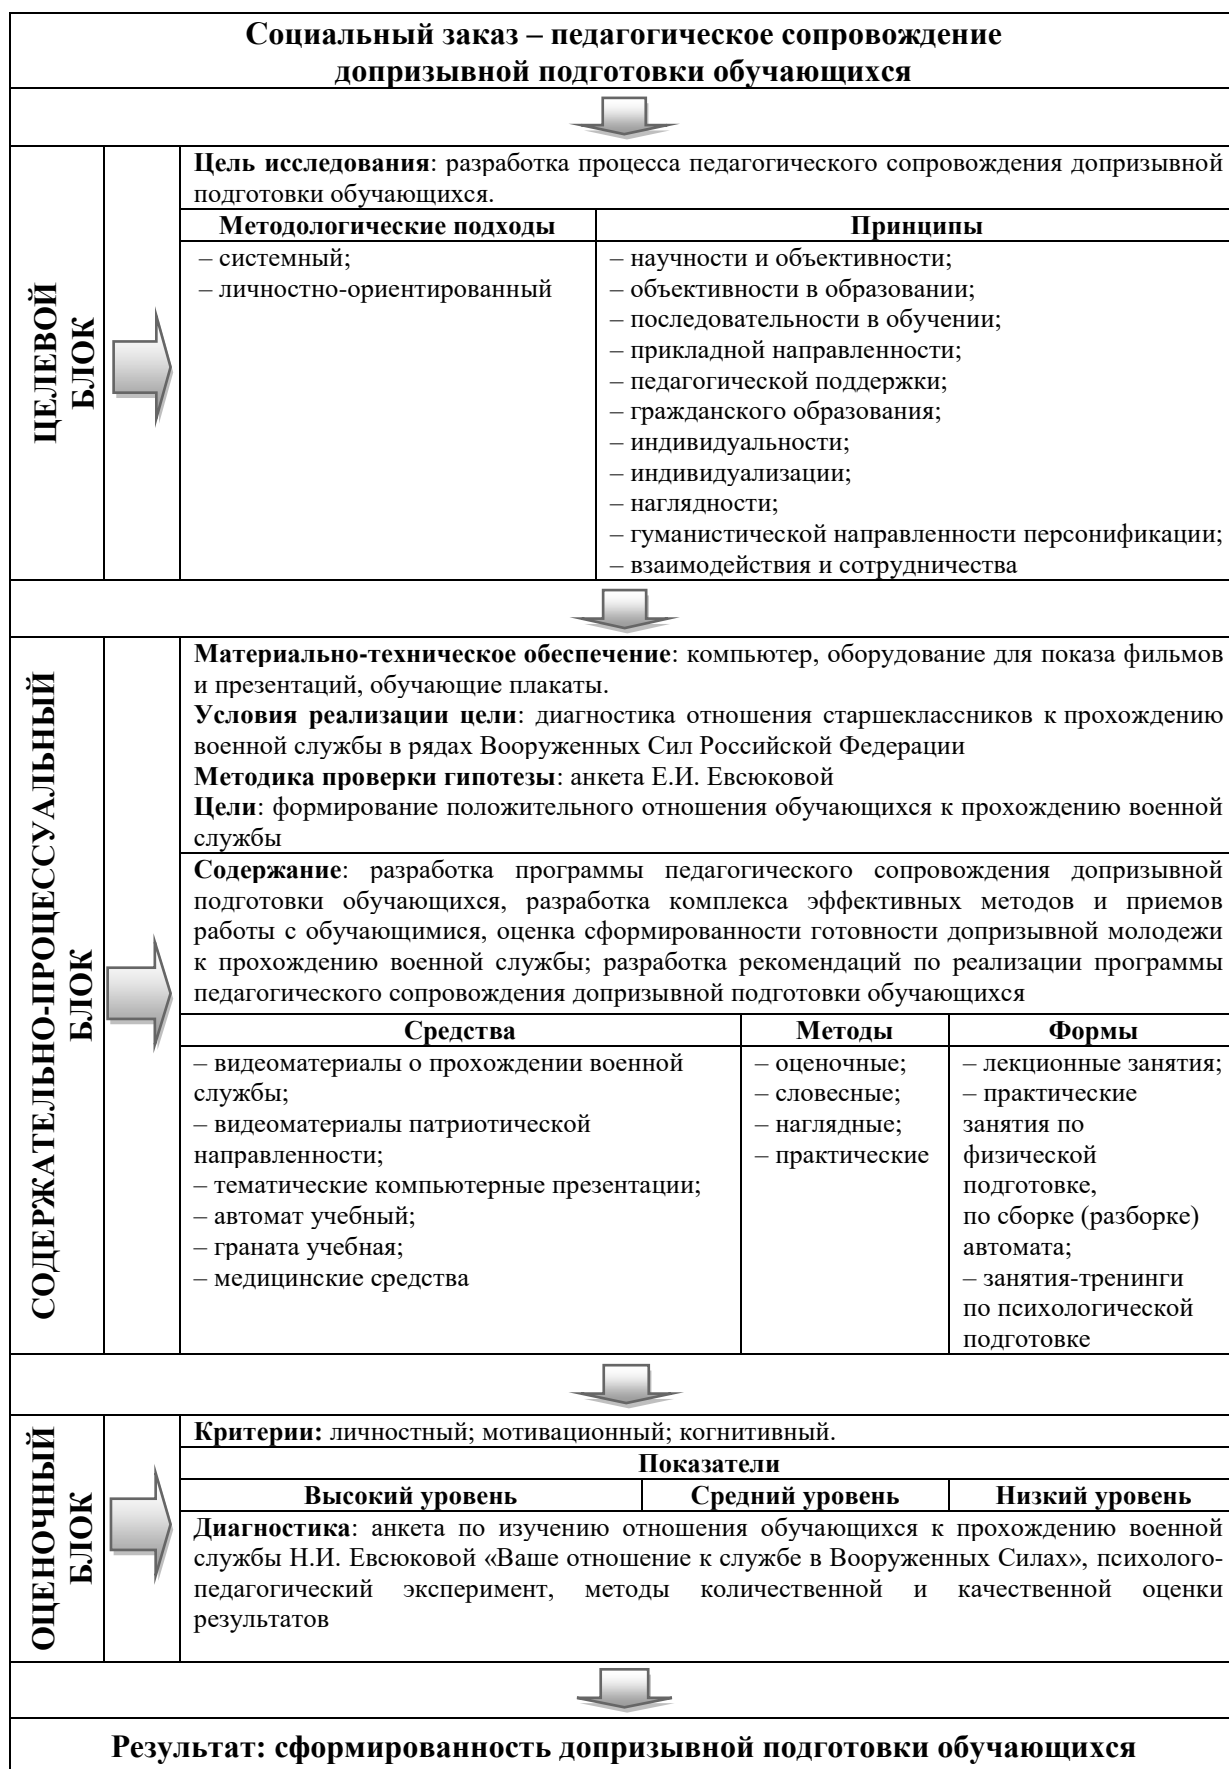 Социальный заказ – педагогическое сопровождение
допризывной подготовки обучающихся
ЦЕЛЕВОЙ
БЛОК
Цель исследования: разработка процесса педагогического сопровождения допризывной
подготовки обучающихся.
Методологические подходы
– системный;
– личностно-ориентированный
Принципы
– научности и объективности;
– объективности в образовании;
– последовательности в обучении;
– прикладной направленности;
– педагогической поддержки;
– гражданского образования;
– индивидуальности;
– индивидуализации;
– наглядности;
– гуманистической направленности персонификации;
– взаимодействия и сотрудничества
СОДЕРЖАТЕЛЬНО-ПРОЦЕССУАЛЬНЫЙ
БЛОК
Материально-техническое обеспечение: компьютер, оборудование для показа фильмов
и презентаций, обучающие плакаты.
Условия реализации цели: диагностика отношения старшеклассников к прохождению
военной службы в рядах Вооруженных Сил Российской Федерации
Методика проверки гипотезы: анкета Е.И. Евсюковой
Цели: формирование положительного отношения обучающихся к прохождению военной
службы
Содержание: разработка программы педагогического сопровождения допризывной
подготовки обучающихся, разработка комплекса эффективных методов и приемов
работы с обучающимися, оценка сформированности готовности допризывной молодежи
к прохождению военной службы; разработка рекомендаций по реализации программы
педагогического сопровождения допризывной подготовки обучающихся
Средства
– видеоматериалы о прохождении военной
службы;
– видеоматериалы патриотической
направленности;
– тематические компьютерные презентации;
– автомат учебный;
– граната учебная;
– медицинские средства
Методы
– оценочные;
– словесные;
– наглядные;
– практические
Формы
– лекционные занятия;
– практические
занятия по
физической
подготовке,
по сборке (разборке)
автомата;
– занятия-тренинги
по психологической
подготовке
ОЦЕНОЧНЫЙ
БЛОК
Критерии: личностный; мотивационный; когнитивный.
Показатели
Высокий уровень
Средний уровень
Низкий уровень
Диагностика: анкета по изучению отношения обучающихся к прохождению военной
службы Н.И. Евсюковой «Ваше отношение к службе в Вооруженных Силах», психолого-
педагогический эксперимент, методы количественной и качественной оценки
результатов
Результат: сформированность допризывной подготовки обучающихся